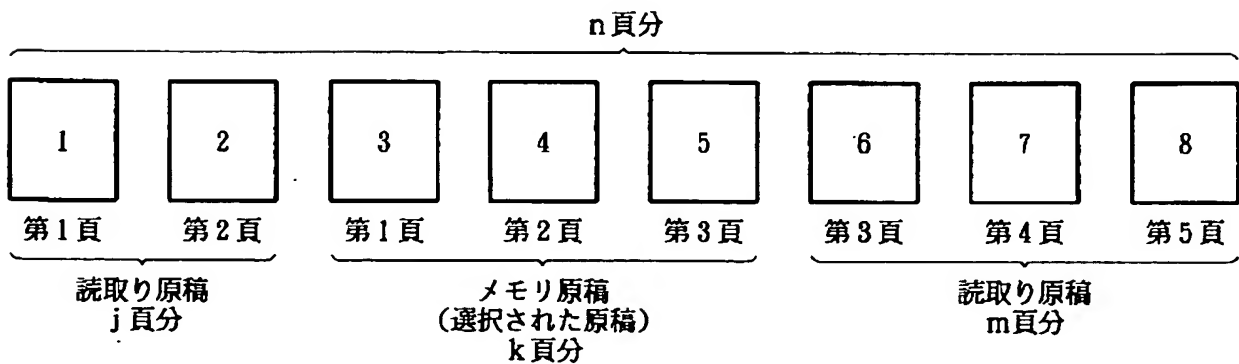 n頁分
1 2 3 4 5 6 7 8
第1頁 第2頁 第1頁 第2頁 第3頁 第3頁 第4頁 第5頁
読取り原稿 メモリ原稿 読取り原稿
j頁分 (選択された原稿) m頁分
k頁分